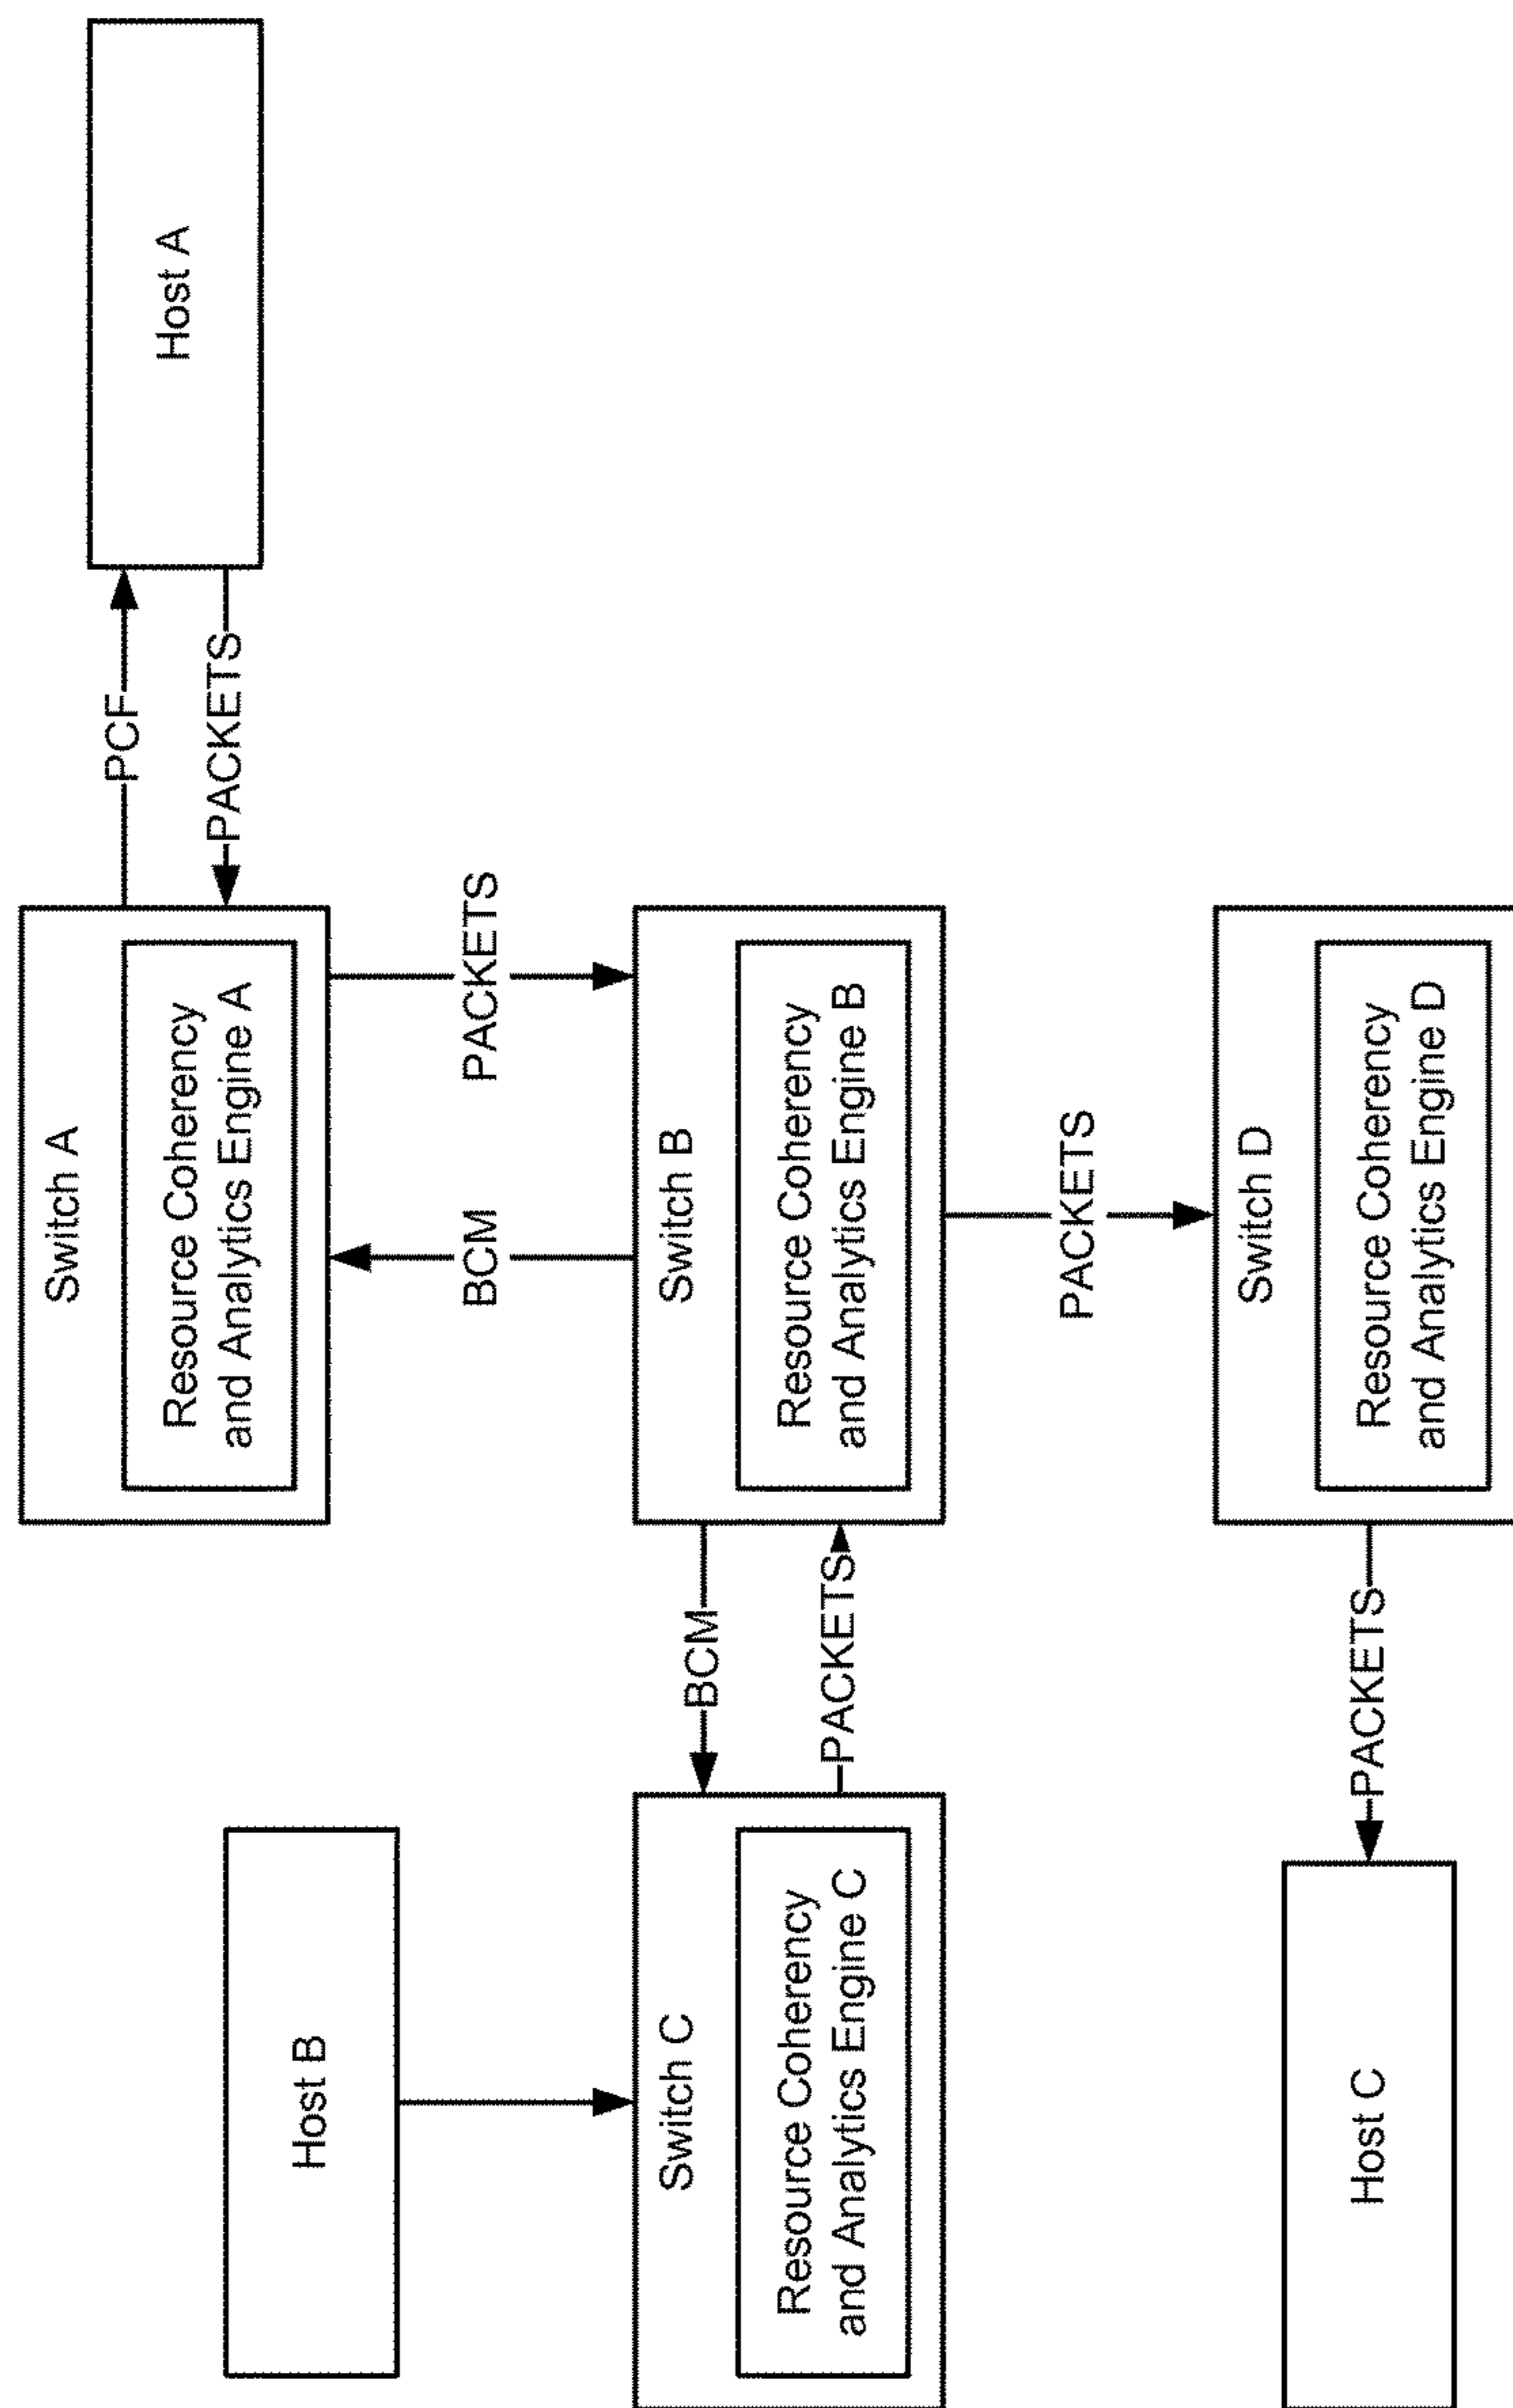 Switch A
Resource Coherency
and Analytics Engine A
PCF
PACKETS
Host A
Host B
BCM
PACKETS
Switch C
Resource Coherency
and Analytics Engine C
BCM
PACKETS
Switch B
Resource Coherency
and Analytics Engine B
PACKETS
Host C
PACKETS
Switch D
Resource Coherency
and Analytics Engine D